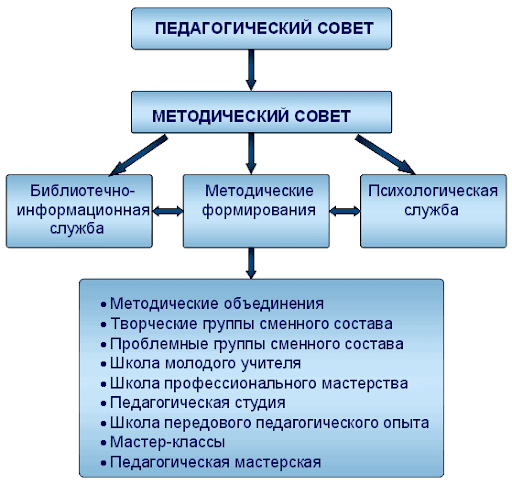 ПЕДАГОГИЧЕСКИЙ СОВЕТ
МЕТОДИЧЕСКИЙ СОВЕТ
Библиотечно-
информационная
служба
Методические
формирования
Психологическая
служба
• Методические объединения
• Творческие группы сменного состава
• Проблемные группы сменного состава
• Школа молодого учителя
• Школа профессионального мастерства
• Педагогическая студия
• Школа передового педагогического опыта
• Мастер-классы
• Педагогическая мастерская